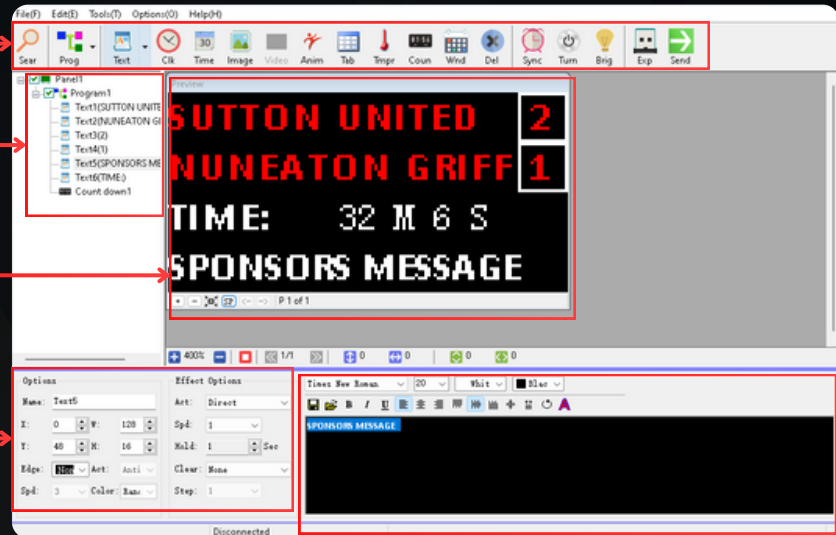 File(F) Edit(E) Tools(T) Options(O) Help(H)
Sear Prog Text Clk Time Image Video Anim Tab Tmpr Coun Wnd Del Sync Turn Brig Exp Send
Panel1
Program1
Text1(SUTTON UNITE
Text2(NUNEATON GI
Text3(2)
Text4(1)
Text5(SPONSORS ME
Text6(TIME:)
Count down1
Preview
SUTTON UNITED 2
NUNEATON GRIFF 1
TIME: 32 M 6 S
SPONSORS MESSAGE
P 1 of 1
400% 1/1 0 0 0 0
Options
Name: Text5
X: 0 W: 128
Y: 48 H: 16
Edge: Non Act: Anti
Spd: 3 Color: Ranc
Effect Options
Act: Direct
Spd: 1
Hold: 1 Sec
Clear: None
Step: 1
Times New Roman 20 Whit Blac
B I U A
SPONSORS MESSAGE
Disconnected